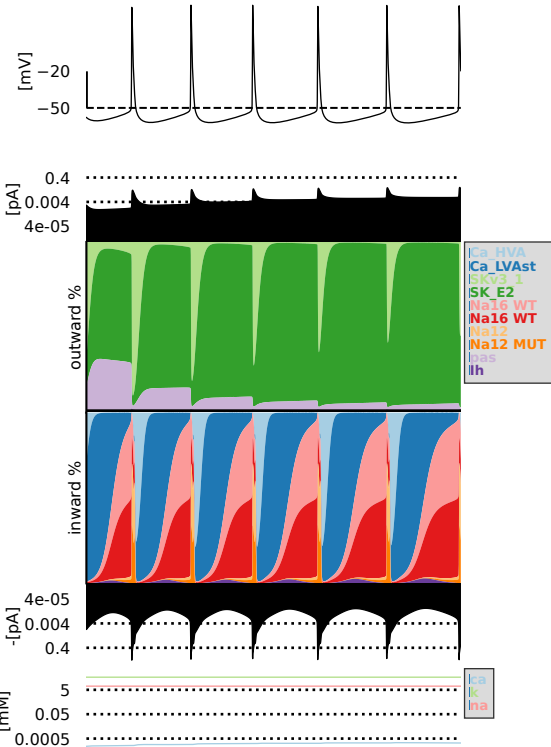 [mV]
−20
−50
[pA]
0.4
0.004
4e-05
outward %
Ca_HVA
Ca_LVAst
SKv3_1
SK_E2
Na16 WT
Na16 WT
Na12
Na12 MUT
pas
Ih
inward %
-[pA]
4e-05
0.004
0.4
[mM]
5
0.05
0.0005
ca
k
na